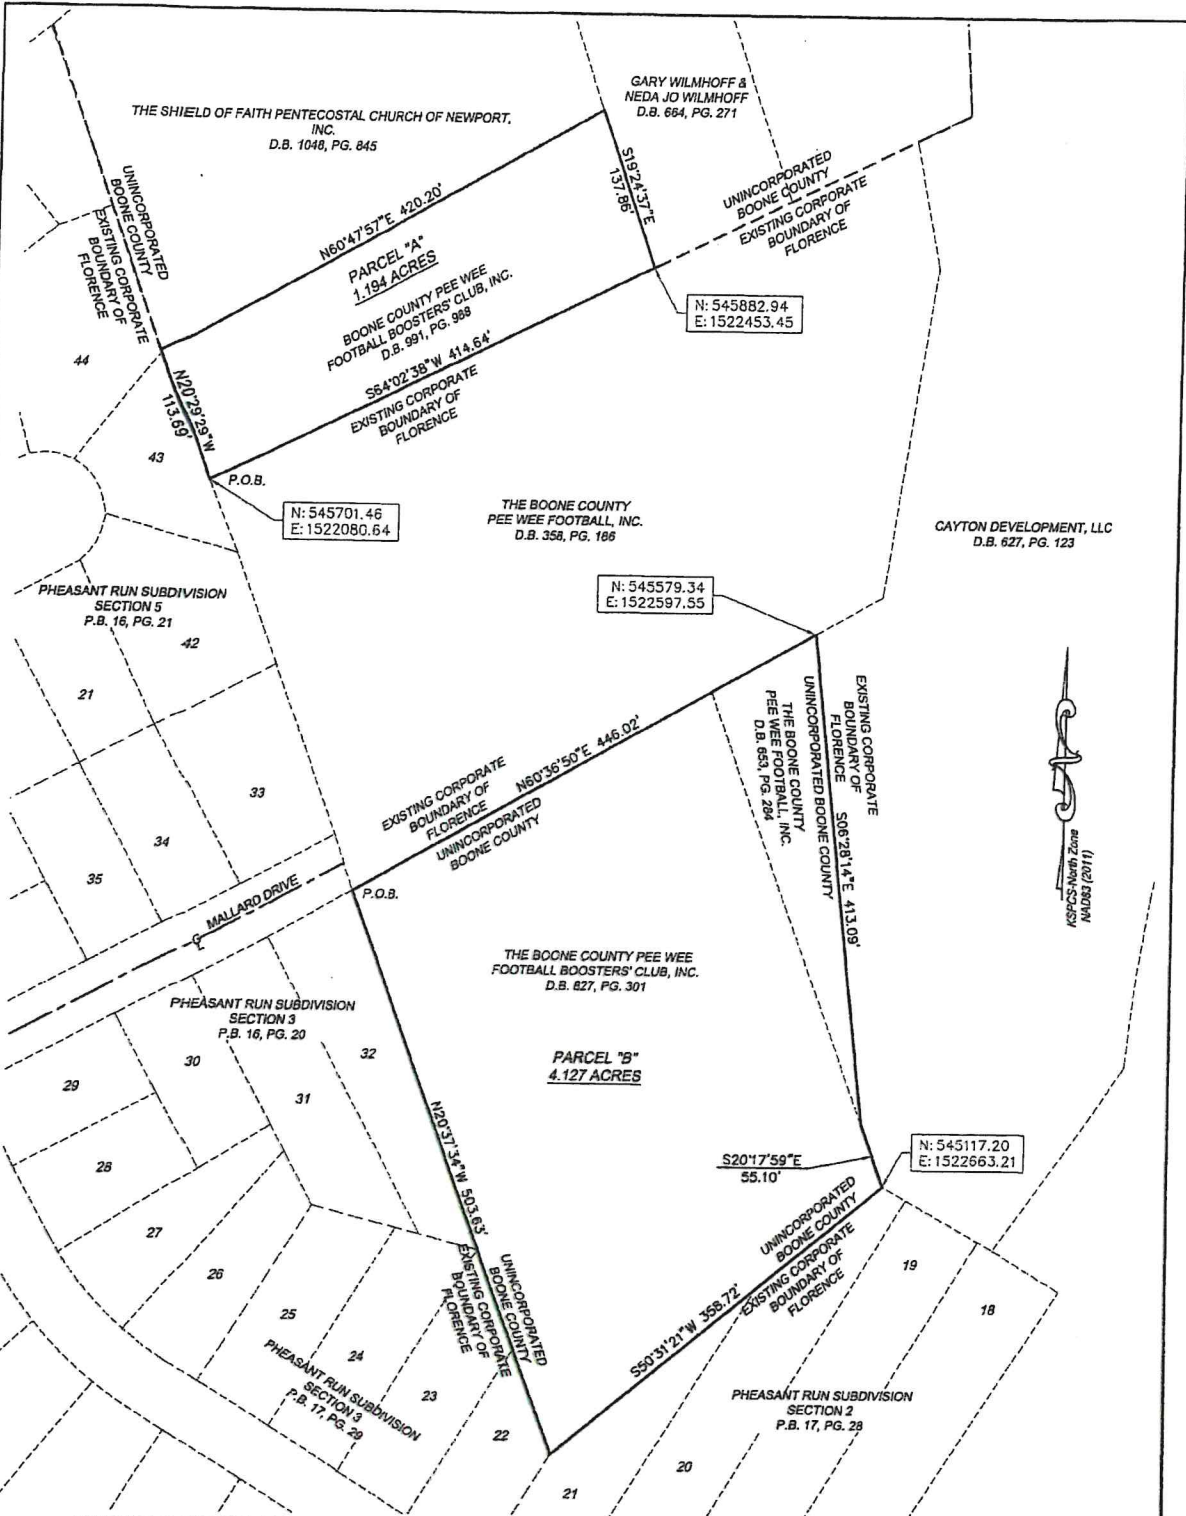 THE SHIELD OF FAITH PENTECOSTAL CHURCH OF NEWPORT,
INC.
D.B. 1048, PG. 845
GARY WILMHOFF &
NEDA JO WILMHOFF
D.B. 664, PG. 271
UNINCORPORATED
BOONE COUNTY
EXISTING CORPORATE
BOUNDARY OF
FLORENCE
N60°47'57"E 420.20'
S19°24'37"E
137.86'
UNINCORPORATED
BOONE COUNTY
EXISTING CORPORATE
BOUNDARY OF
FLORENCE
PARCEL "A"
1.194 ACRES
BOONE COUNTY PEE WEE
FOOTBALL BOOSTERS' CLUB, INC.
D.B. 991, PG. 988
N: 545882.94
E: 1522453.45
S64°02'38"W 414.64'
EXISTING CORPORATE
BOUNDARY OF
FLORENCE
44
N20°29'29"W
113.69'
43
P.O.B.
N: 545701.46
E: 1522080.64
THE BOONE COUNTY
PEE WEE FOOTBALL, INC.
D.B. 358, PG. 186
CAYTON DEVELOPMENT, LLC
D.B. 627, PG. 123
PHEASANT RUN SUBDIVISION
SECTION 5
P.B. 16, PG. 21
N: 545579.34
E: 1522597.55
42
21
33
34
35
EXISTING CORPORATE
BOUNDARY OF
FLORENCE
N60°36'50"E 446.02'
UNINCORPORATED
BOONE COUNTY
THE BOONE COUNTY
PEE WEE FOOTBALL, INC.
D.B. 653, PG. 284
UNINCORPORATED BOONE COUNTY
EXISTING CORPORATE
BOUNDARY OF
FLORENCE
S06°28'14"E 413.09'
KSPCS-North Zone
NAD83 (2011)
MALLARD DRIVE
CL
P.O.B.
THE BOONE COUNTY PEE WEE
FOOTBALL BOOSTERS' CLUB, INC.
D.B. 827, PG. 301
PHEASANT RUN SUBDIVISION
SECTION 3
P.B. 16, PG. 20
PARCEL "B"
4.127 ACRES
29
30
32
31
28
27
26
25
24
23
22
N20°37'34"W 503.63'
S20°17'59"E
55.10'
N: 545117.20
E: 1522663.21
UNINCORPORATED
BOONE COUNTY
EXISTING CORPORATE
BOUNDARY OF
FLORENCE
UNINCORPORATED
BOONE COUNTY
EXISTING CORPORATE
BOUNDARY OF
FLORENCE
S50°31'21"W 358.72'
19
18
PHEASANT RUN SUBDIVISION
SECTION 3
P.B. 17, PG. 29
PHEASANT RUN SUBDIVISION
SECTION 2
P.B. 17, PG. 28
20
21